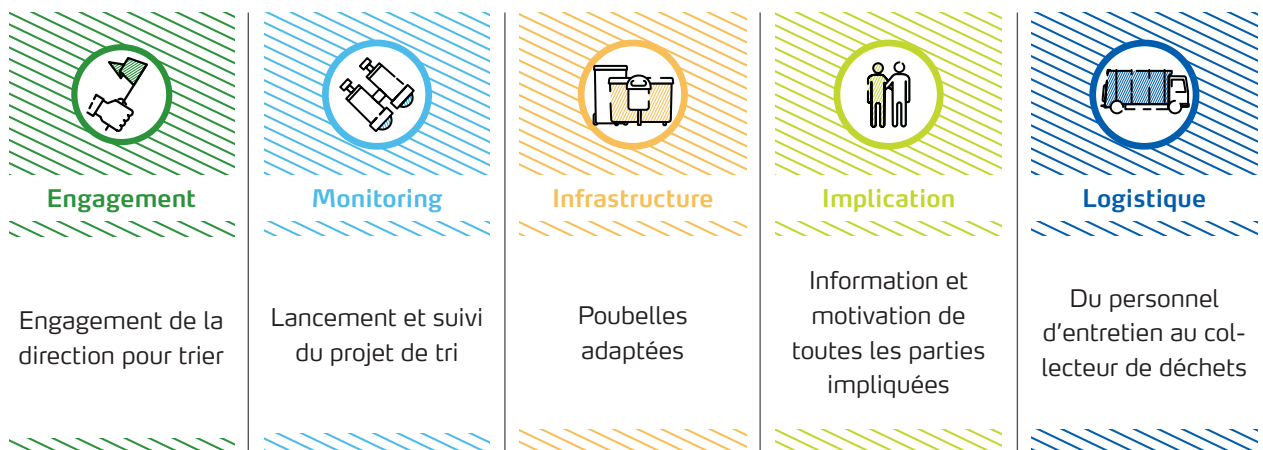 Engagement
Engagement de la
direction pour trier
Monitoring
Lancement et suivi
du projet de tri
Infrastructure
Poubelles
adaptées
Implication
Information et
motivation de
toutes les parties
impliquées
Logistique
Du personnel
d'entretien au col-
lecteur de déchets